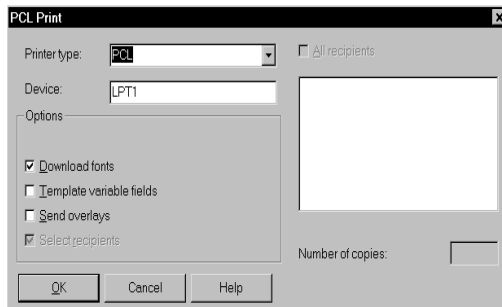 PCL Print
Printer type: PCL
All recipients
Device: LPT1
Options
Download fonts
Template variable fields
Send overlays
Select recipients
Number of copies:
OK Cancel Help